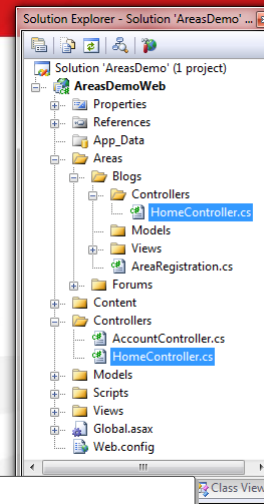 Solution Explorer - Solution 'AreasDemo' ...
Solution 'AreasDemo' (1 project)
AreasDemoWeb
Properties
References
App_Data
Areas
Blogs
Controllers
HomeController.cs
Models
Views
AreaRegistration.cs
Forums
Content
Controllers
AccountController.cs
HomeController.cs
Models
Scripts
Views
Global.asax
Web.config
Class View